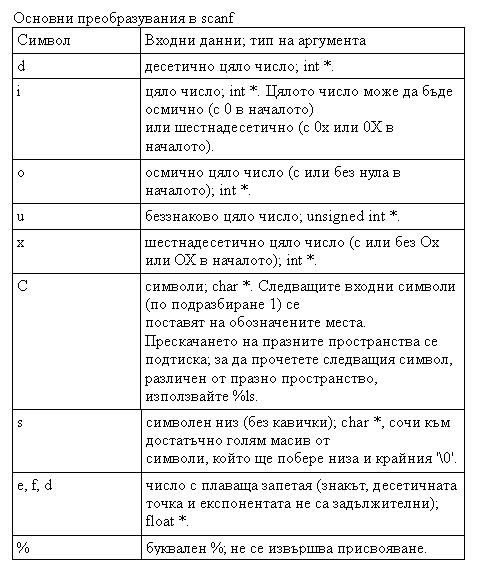 Основни преобразувания в scanf
Символ Входни данни; тип на аргумента
d десетично цяло число; int *.
i цяло число; int *. Цялото число може да бъде
осмично (с 0 в началото)
или шестнадесетично (с 0x или 0X в
началото).
o осмично цяло число (с или без нула в
началото); int *.
u беззнаково цяло число; unsigned int *.
x шестнадесетично цяло число (с или без Ox
или OX в началото); int *.
C символи; char *. Следващите входни символи
(по подразбиране 1) се
поставят на обозначените места.
Прескачането на празните пространства се
подтиска; за да прочетете следващия символ,
различен от празно пространство,
използвайте %ls.
s символен низ (без кавички); char *, сочи към
достатъчно голям масив от
символи, който ще побере низа и крайния '\0'.
e, f, d число с плаваща запетая (знакът, десетичната
точка и експонентата не са задължителни);
float *.
% буквален %; не се извършва присвояване.